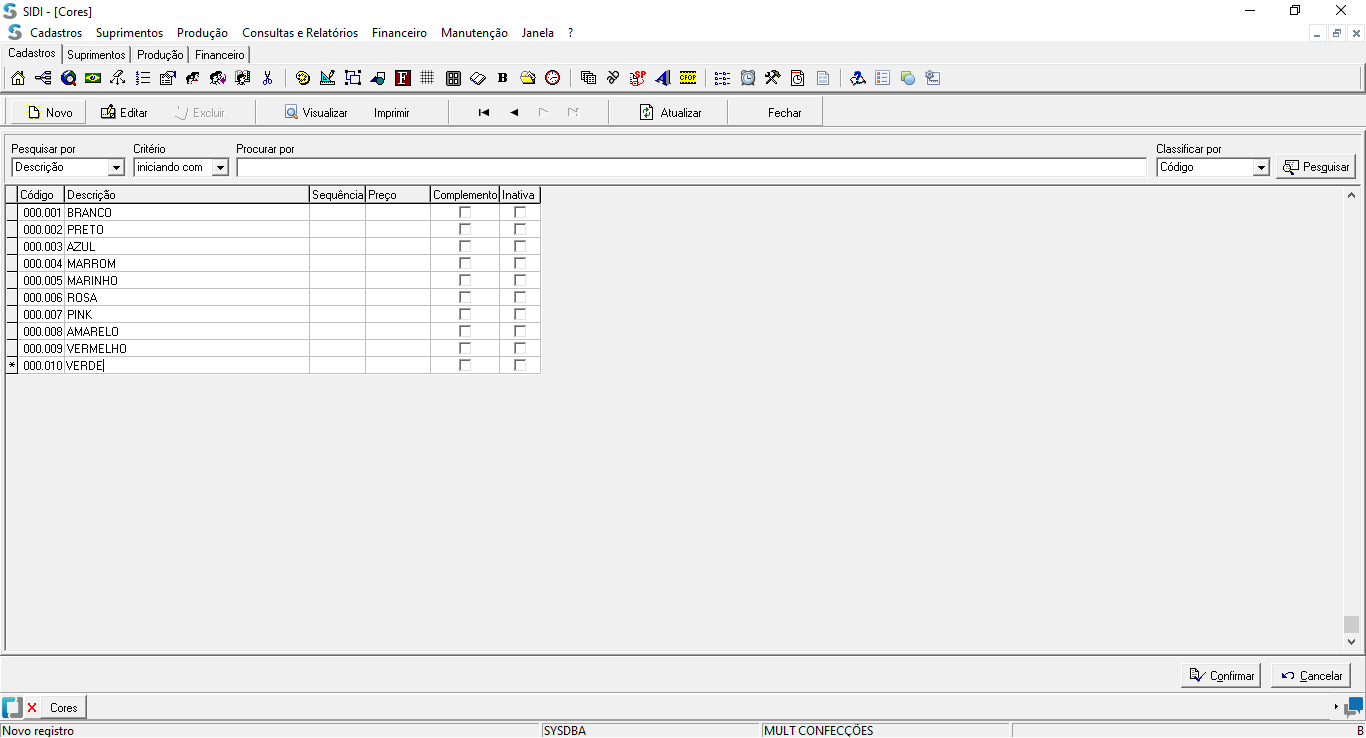 SIDI - [Cores]
Cadastros Suprimentos Produção Consultas e Relatórios Financeiro Manutenção Janela ?
Cadastros Suprimentos Produção Financeiro
F B SP CFOP
Novo Editar Excluir Visualizar Imprimir Atualizar Fechar
Pesquisar por Critério Procurar por Classificar por
Descrição iniciando com Código Pesquisar
Código Descrição Sequência Preço Complemento Inativa
000.001 BRANCO
000.002 PRETO
000.003 AZUL
000.004 MARROM
000.005 MARINHO
000.006 ROSA
000.007 PINK
000.008 AMARELO
000.009 VERMELHO
* 000.010 VERDE
Confirmar Cancelar
Cores
Novo registro SYSDBA MULT CONFECÇÕES B